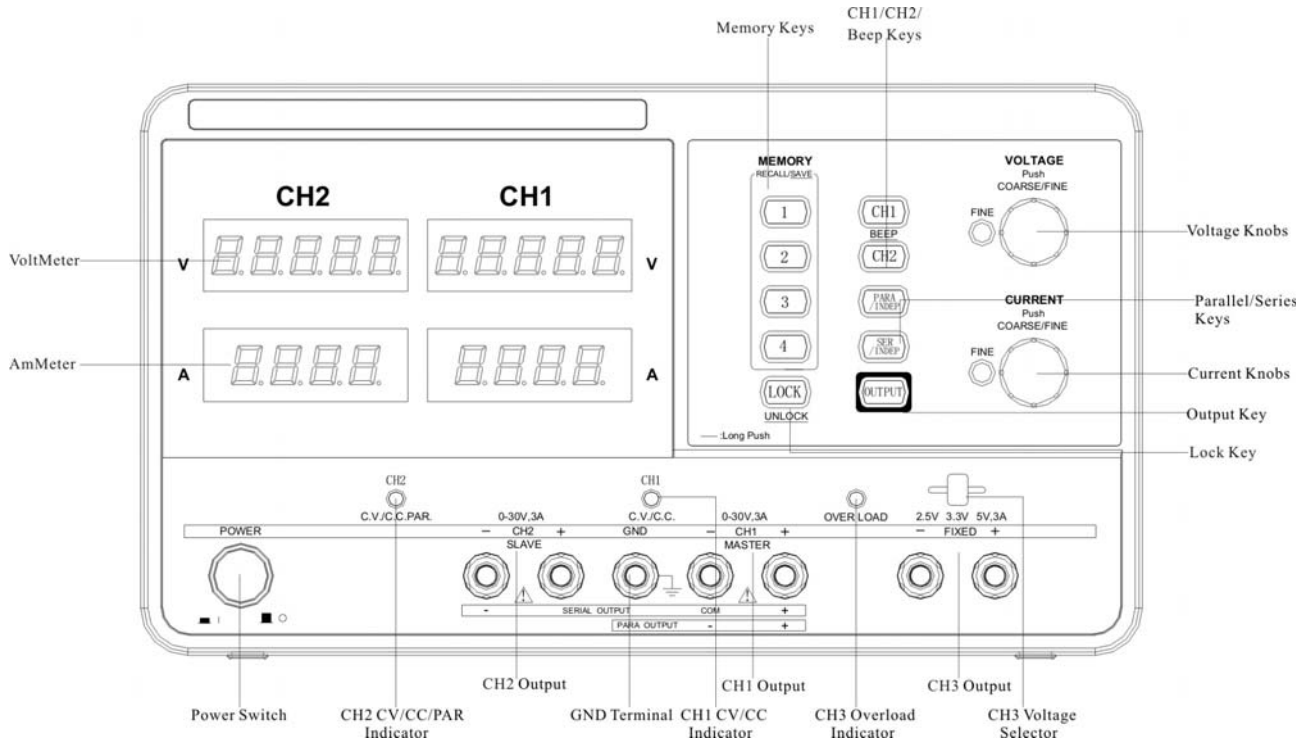 Memory Keys
CH1/CH2/
Beep Keys
CH2
CH1
V
V
A
A
VoltMeter
AmMeter
MEMORY
RECALL/SAVE
1
2
3
4
LOCK
UNLOCK
:Long Push
CH1
BEEP
CH2
PARA
/INDEP
SER
/INDEP
OUTPUT
VOLTAGE
Push
COARSE/FINE
FINE
CURRENT
Push
COARSE/FINE
FINE
Voltage Knobs
Parallel/Series
Keys
Current Knobs
Output Key
Lock Key
CH2
CH1
C.V./C.C.PAR.
0-30V,3A
C.V./C.C.
0-30V,3A
OVER LOAD
2.5V 3.3V 5V,3A
POWER
− CH2 +
GND
− CH1 +
− FIXED +
SLAVE
MASTER
- SERIAL OUTPUT COM +
PARA OUTPUT - +
CH2 Output
CH1 Output
CH3 Output
Power Switch
CH2 CV/CC/PAR
Indicator
GND Terminal
CH1 CV/CC
Indicator
CH3 Overload
Indicator
CH3 Voltage
Selector